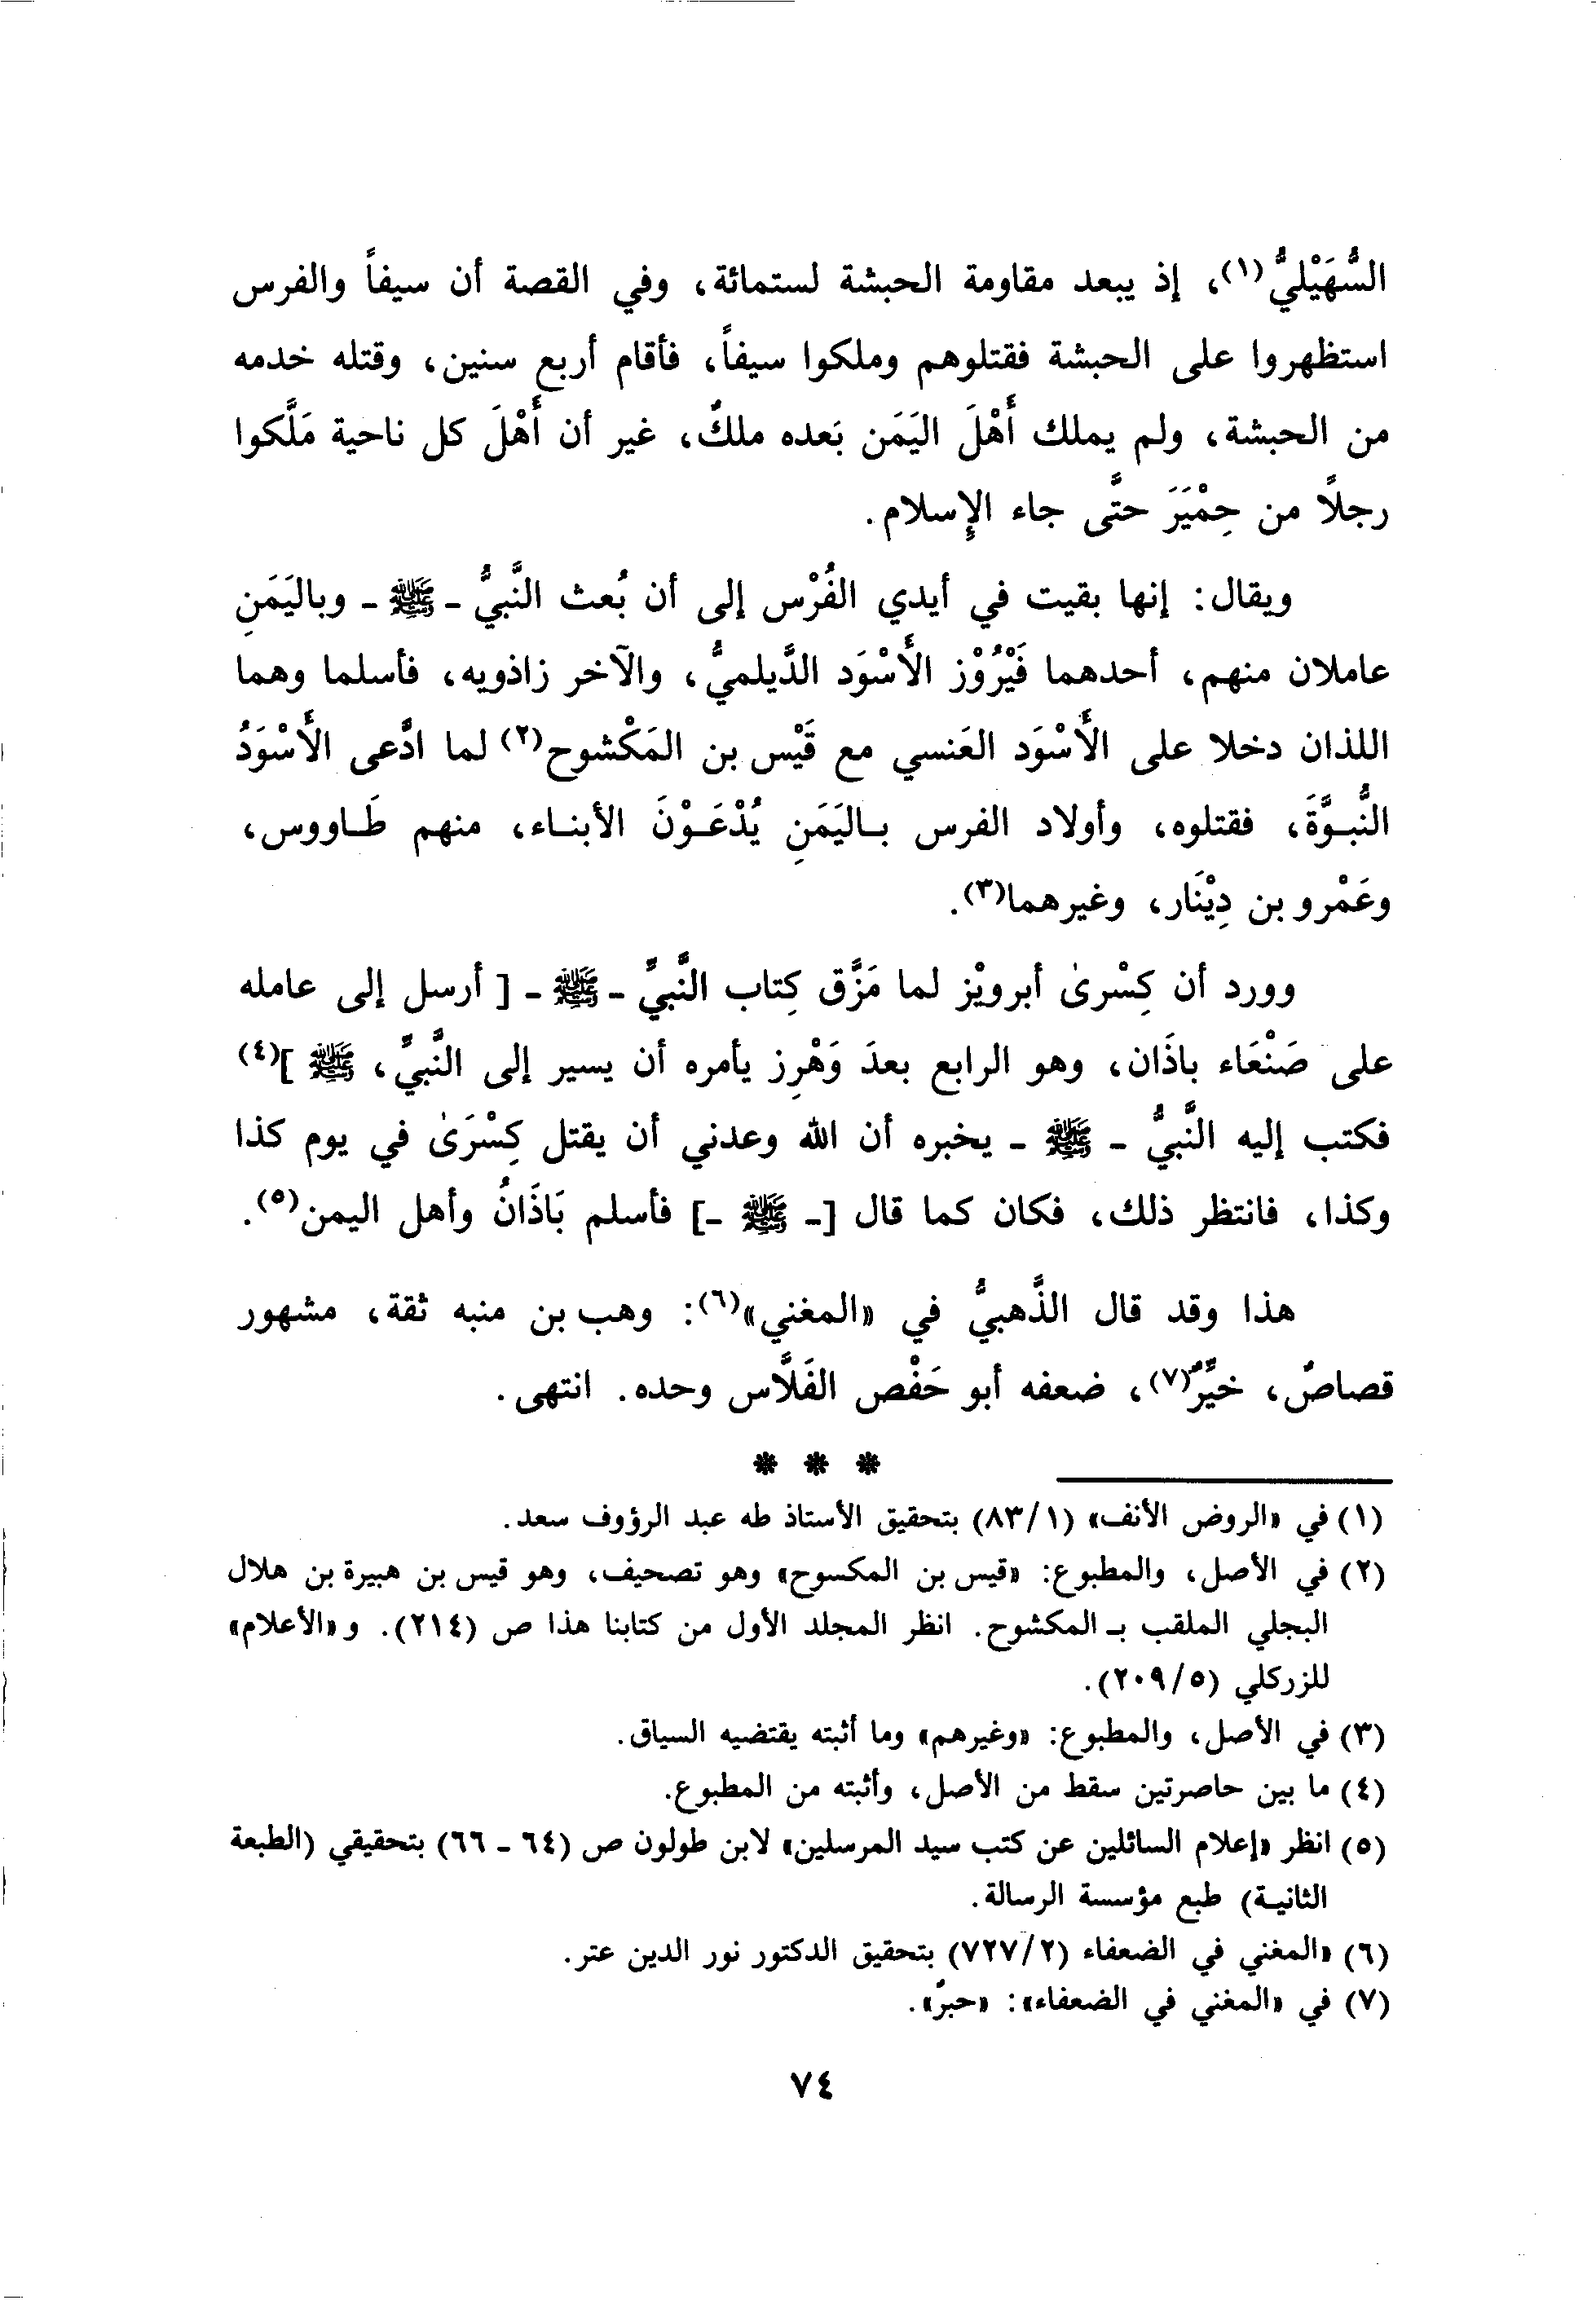 السُّهَيْليُّ(١)، إذ يبعد مقاومة الحبشة لستمائة، وفي القصة أن سيفاً والفرس
استظهروا على الحبشة فقتلوهم وملكوا سيفاً، فأقام أربع سنين، وقتله خدمه
من الحبشة، ولم يملك أَهْلَ اليَمَن بَعده ملكٌ، غير أن أَهْلَ كل ناحية مَلَّكوا
رجلاً من حِمْيَرَ حتَّى جاء الإِسلام.
ويقال: إنها بقيت في أيدي الفُرْس إلى أن بُعث النَّبيُّ ـ ﷺ ـ وباليَمَنِ
عاملان منهم، أحدهما فَيْرُوْز الأَسْوَد الدَّيلميُّ، والآخر زاذويه، فأسلما وهما
اللذان دخلا على الأَسْوَد العَنسي مع قَيْس بن المَكْشوح(٢) لما ادَّعى الأَسْوَدُ
النُّبوَّةَ، فقتلوه، وأولاد الفرس باليَمَنِ يُدْعَوْنَ الأبناء، منهم طَاووس،
وعَمْرو بن دِيْنَار، وغيرهما(٣).
وورد أن كِسْرىٰ أبرويْز لما مَزَّق كِتاب النَّبيِّ ـ ﷺ ـ [ أرسل إلى عامله
على صَنْعَاء باذَان، وهو الرابع بعدَ وَهْرِز يأمره أن يسير إلى النَّبيِّ، ﷺ ](٤)
فكتب إليه النَّبيُّ ـ ﷺ ـ يخبره أن الله وعدني أن يقتل كِسْرَىٰ في يوم كذا
وكذا، فانتظر ذلك، فكان كما قال [ـ ﷺ ـ] فأسلم بَاذَانُ وأهل اليمن(٥).
هذا وقد قال الذَّهبيُّ في «المغني»(٦): وهب بن منبه ثقة، مشهور
قصاصٌ، خيِّرٌ(٧)، ضعفه أبو حَفْص الفَلَّاس وحده. انتهى.
* * *
(١) في «الروض الأنف» (٨٣/١) بتحقيق الأستاذ طه عبد الرؤوف سعد.
(٢) في الأصل، والمطبوع: «قيس بن المكسوح» وهو تصحيف، وهو قيس بن هبيرة بن هلال
البجلي الملقب بـ المكشوح. انظر المجلد الأول من كتابنا هذا ص (٢١٤). و«الأعلام»
للزركلي (٢٠٩/٥).
(٣) في الأصل، والمطبوع: «وغيرهم» وما أثبته يقتضيه السياق.
(٤) ما بين حاصرتين سقط من الأصل، وأثبته من المطبوع.
(٥) انظر «إعلام السائلين عن كتب سيد المرسلين» لابن طولون ص (٦٤ ـ ٦٦) بتحقيقي (الطبعة
الثانية) طبع مؤسسة الرسالة.
(٦) «المغني في الضعفاء (٧٢٧/٢) بتحقيق الدكتور نور الدين عتر.
(٧) في «المغني في الضعفاء»: «حبرٌ».
٧٤